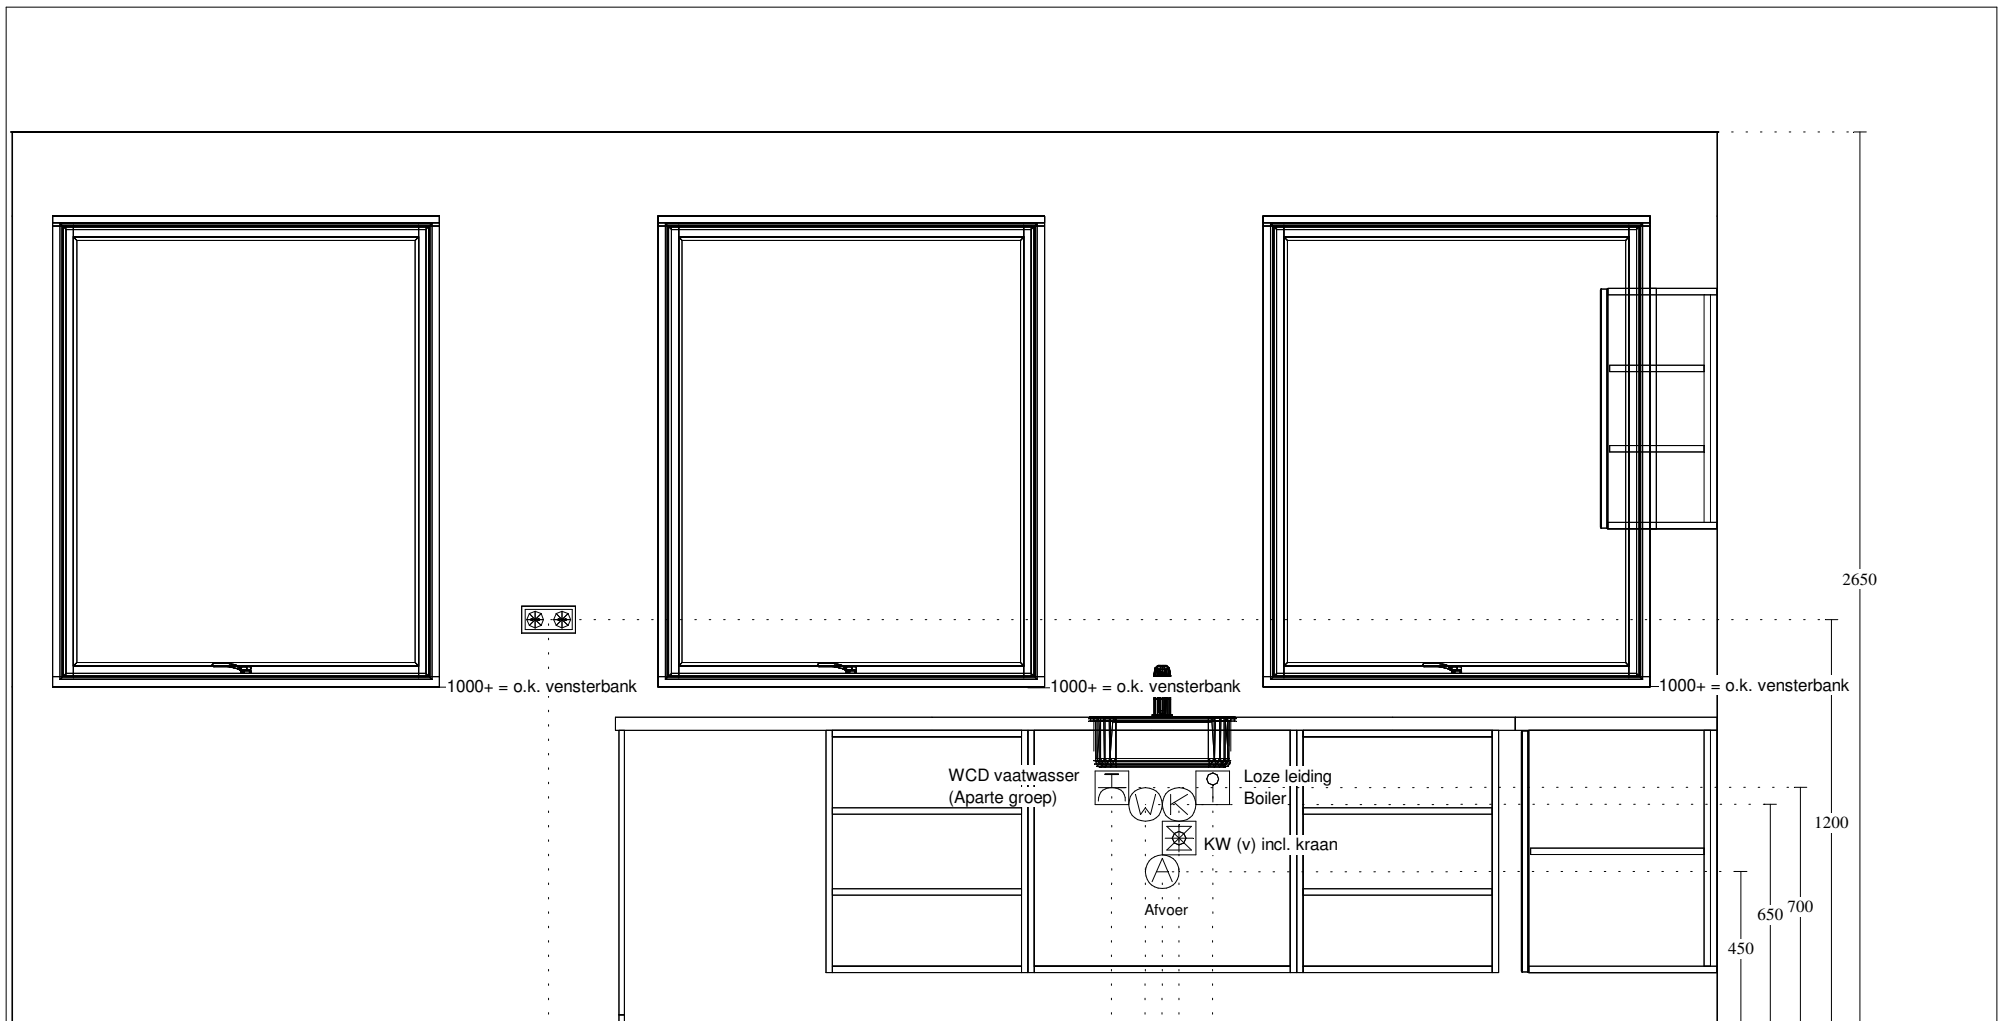 2650
1000+ = o.k. vensterbank
1000+ = o.k. vensterbank
1000+ = o.k. vensterbank
WCD vaatwasser
(Aparte groep)
Loze leiding
Boiler
W
K
KW (v) incl. kraan
1200
A
Afvoer
700
650
450